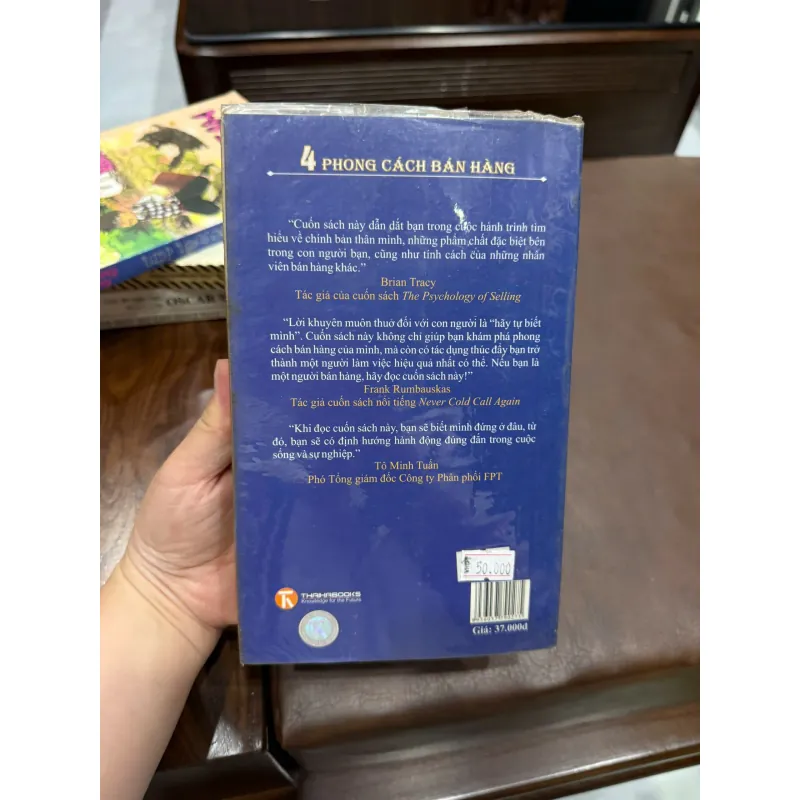 4 PHONG CÁCH BÁN HÀNG
“Cuốn sách này dẫn dắt bạn trong cuộc hành trình tìm
hiểu về chính bản thân mình, những phẩm chất đặc biệt bên
trong con người bạn, cũng như tính cách của những nhân
viên bán hàng khác.”
Brian Tracy
Tác giả của cuốn sách The Psychology of Selling
“Lời khuyên muôn thuở đối với con người là “hãy tự biết
mình”. Cuốn sách này không chỉ giúp bạn khám phá phong
cách bán hàng của mình, mà còn có tác dụng thúc đẩy bạn trở
thành một người làm việc hiệu quả nhất có thể. Nếu bạn là
một người bán hàng, hãy đọc cuốn sách này!”
Frank Rumbauskas
Tác giả cuốn sách nổi tiếng Never Cold Call Again
“Khi đọc cuốn sách này, bạn sẽ biết mình đứng ở đâu, từ
đó, bạn sẽ có định hướng hành động đúng đắn trong cuộc
sống và sự nghiệp.”
Tô Minh Tuấn
Phó Tổng giám đốc Công ty Phân phối FPT
50.000
THAIHABOOKS
Knowledge for the Future
Giá: 37.000đ
OSCAR